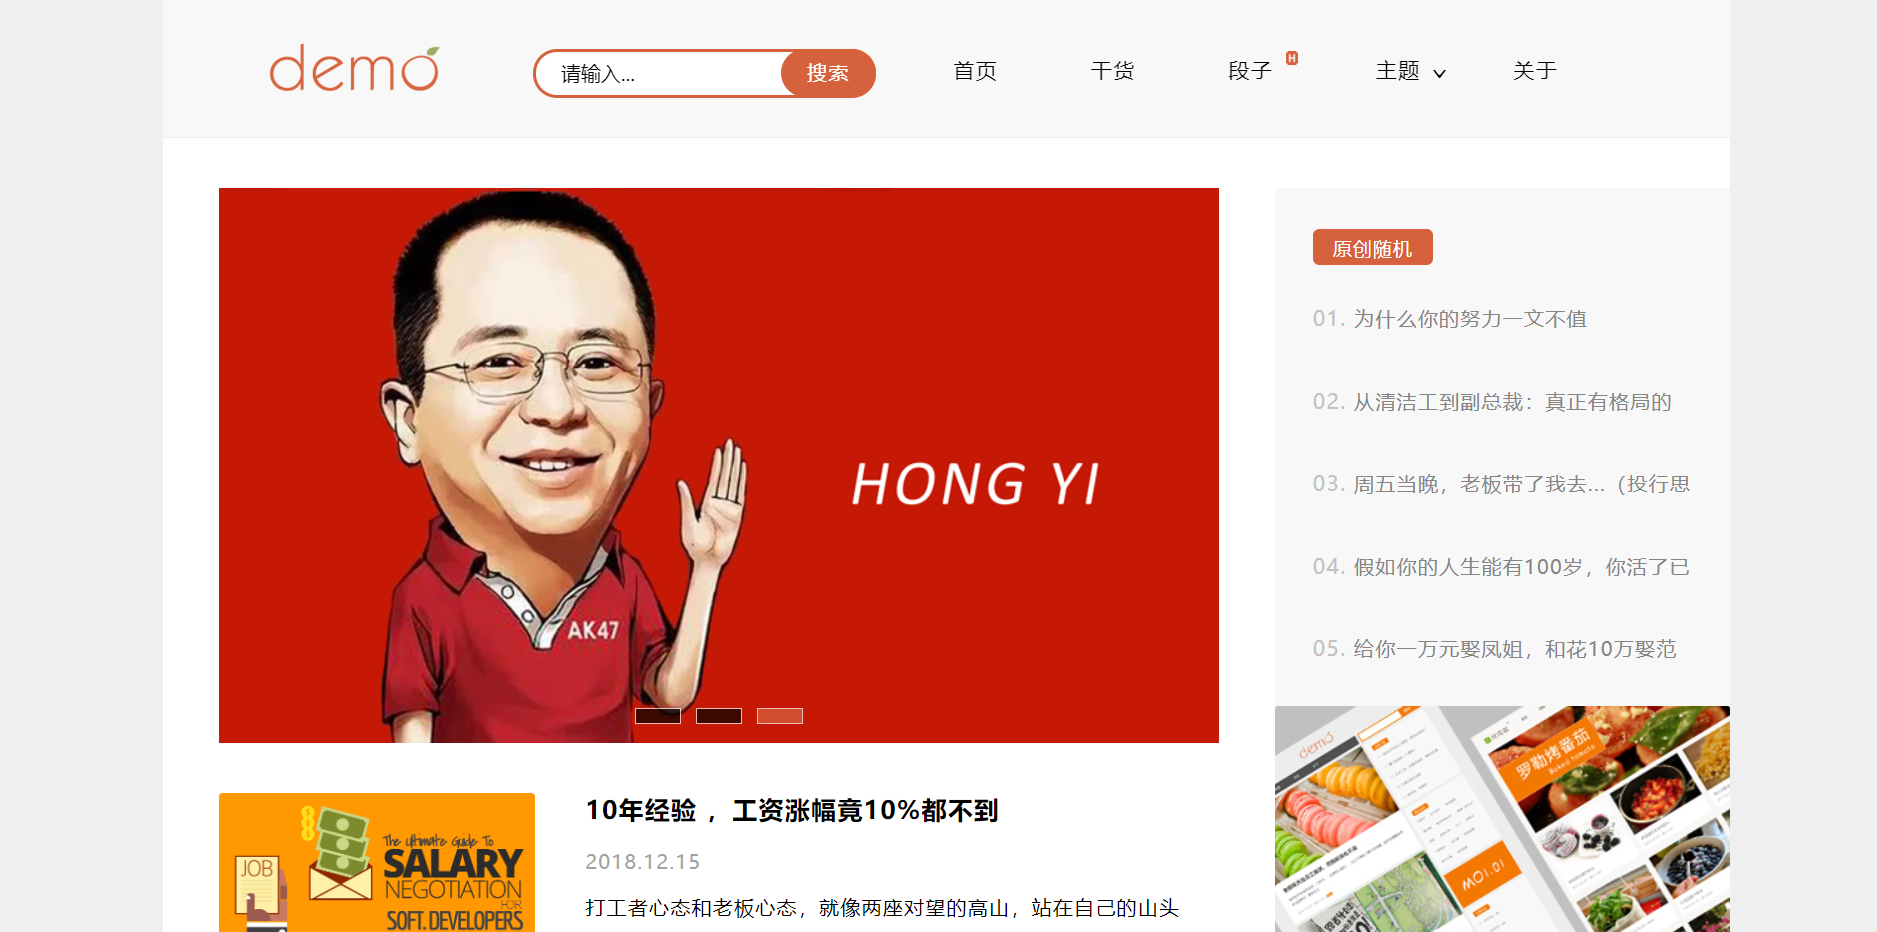 demo
请输入...
搜索
首页
干货
段子
H
主题
关于
HONG YI
AK47
原创随机
01. 为什么你的努力一文不值
02. 从清洁工到副总裁：真正有格局的
03. 周五当晚，老板带了我去...（投行思
04. 假如你的人生能有100岁，你活了已
05. 给你一万元娶凤姐，和花10万娶范
demo
罗勒烤番茄
Baked tomato
MO1.0!
10年经验 ，工资涨幅竟10%都不到
2018.12.15
打工者心态和老板心态，就像两座对望的高山，站在自己的山头
JOB
The Ultimate Guide To
SALARY
NEGOTIATION
FOR
SOFT. DEVELOPERS